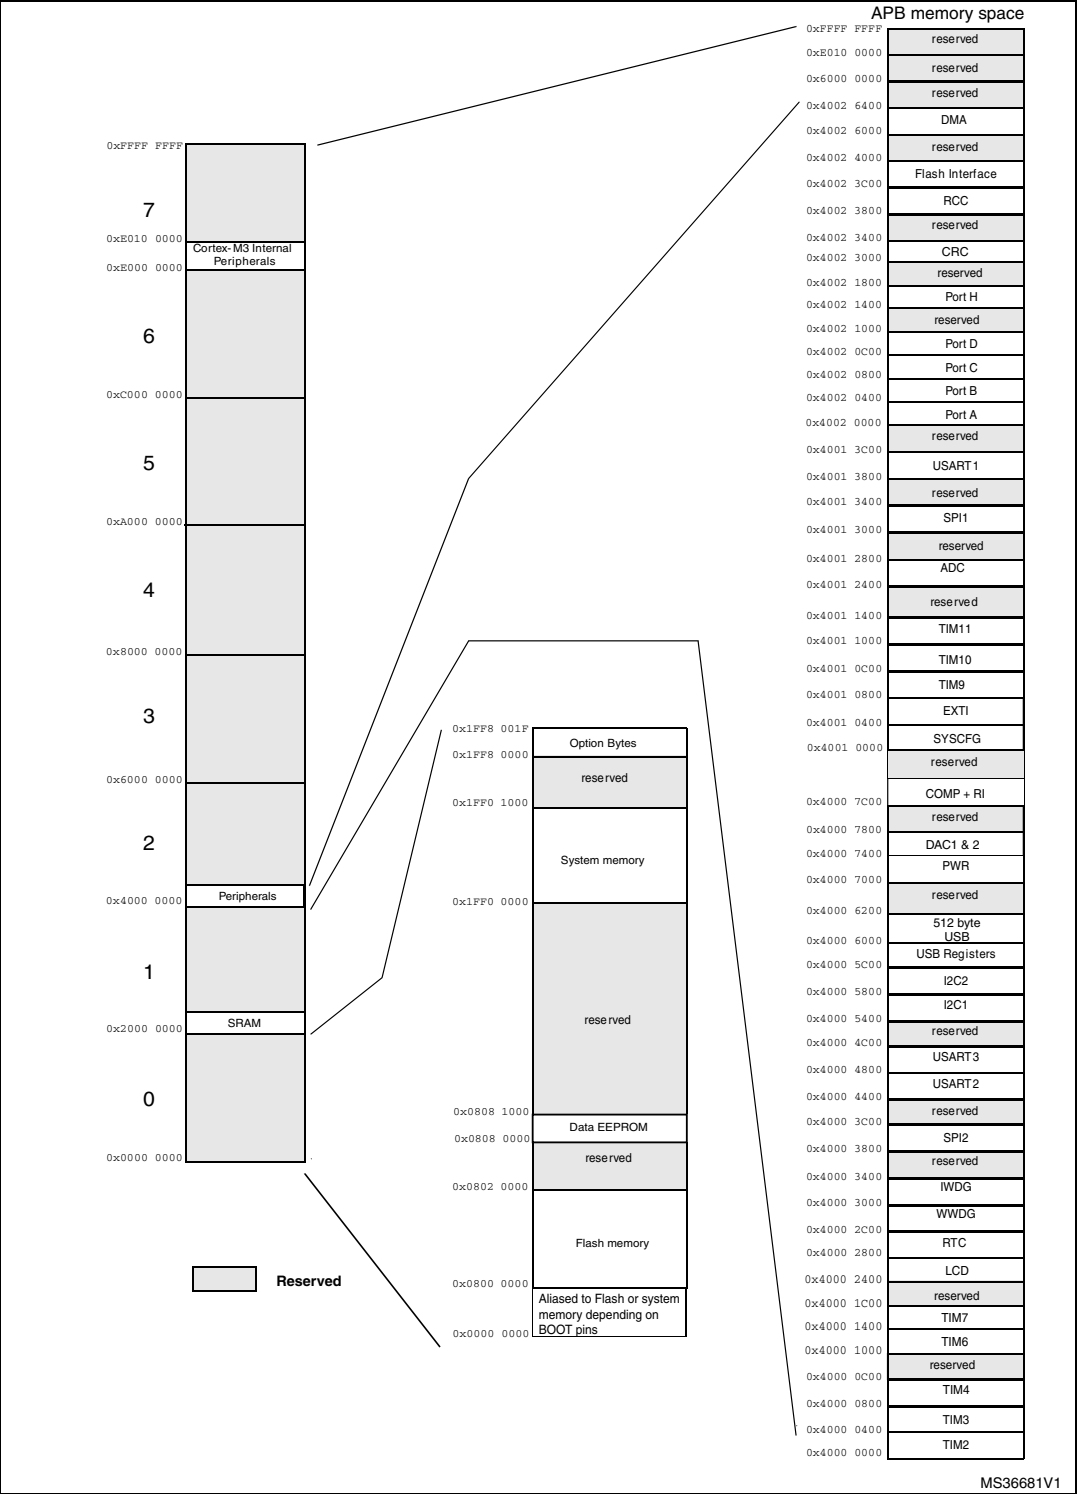 APB memory space
0xFFFF FFFF
reserved
0xE010 0000
reserved
0x6000 0000
reserved
0x4002 6400
DMA
0x4002 6000
reserved
0x4002 4000
Flash Interface
0x4002 3C00
RCC
0x4002 3800
reserved
0x4002 3400
CRC
0x4002 3000
reserved
0x4002 1800
Port H
0x4002 1400
reserved
0x4002 1000
Port D
0x4002 0C00
Port C
0x4002 0800
Port B
0x4002 0400
Port A
0x4002 0000
reserved
0x4001 3C00
USART1
0x4001 3800
reserved
0x4001 3400
SPI1
0x4001 3000
reserved
0x4001 2800
ADC
0x4001 2400
reserved
0x4001 1400
TIM11
0x4001 1000
TIM10
0x4001 0C00
TIM9
0x4001 0800
EXTI
0x4001 0400
SYSCFG
0x4001 0000
reserved
COMP + RI
0x4000 7C00
reserved
0x4000 7800
DAC1 & 2
0x4000 7400
PWR
0x4000 7000
reserved
0x4000 6200
512 byte
USB
0x4000 6000
USB Registers
0x4000 5C00
I2C2
0x4000 5800
I2C1
0x4000 5400
reserved
0x4000 4C00
USART3
0x4000 4800
USART2
0x4000 4400
reserved
0x4000 3C00
SPI2
0x4000 3800
reserved
0x4000 3400
IWDG
0x4000 3000
WWDG
0x4000 2C00
RTC
0x4000 2800
LCD
0x4000 2400
reserved
0x4000 1C00
TIM7
0x4000 1400
TIM6
0x4000 1000
reserved
0x4000 0C00
TIM4
0x4000 0800
TIM3
0x4000 0400
TIM2
0x4000 0000
0xFFFF FFFF
7
0xE010 0000
Cortex-M3 Internal
Peripherals
0xE000 0000
6
0xC000 0000
5
0xA000 0000
4
0x8000 0000
3
0x6000 0000
2
Peripherals
0x4000 0000
1
SRAM
0x2000 0000
0
0x0000 0000
Reserved
0x1FF8 001F
Option Bytes
0x1FF8 0000
reserved
0x1FF0 1000
System memory
0x1FF0 0000
reserved
0x0808 1000
Data EEPROM
0x0808 0000
reserved
0x0802 0000
Flash memory
0x0800 0000
Aliased to Flash or system
memory depending on
BOOT pins
0x0000 0000
MS36681V1